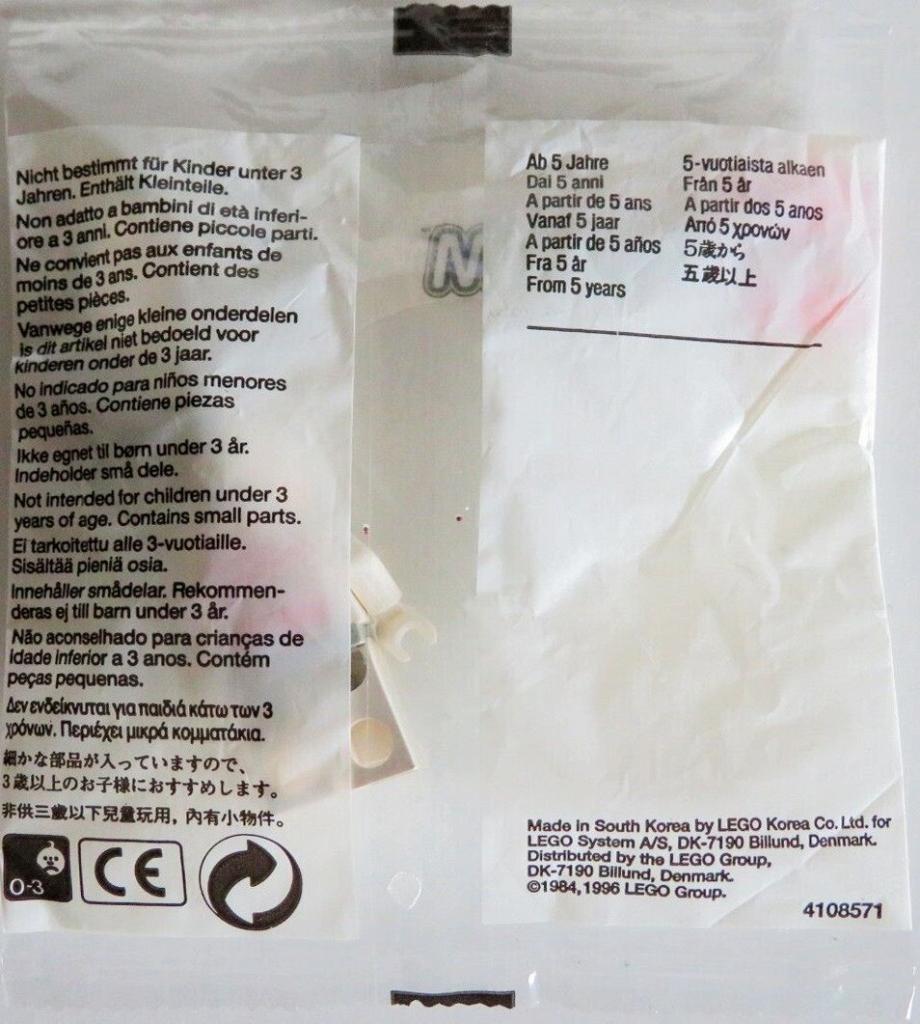 Nicht bestimmt für Kinder unter 3
Jahren. Enthält Kleinteile.
Non adatto a bambini di età inferi-
ore a 3 anni. Contiene piccole parti.
Ne convient pas aux enfants de
moins de 3 ans. Contient des
petites pièces.
Vanwege enige kleine onderdelen
is dit artikel niet bedoeld voor
kinderen onder de 3 jaar.
No indicado para niños menores
de 3 años. Contiene piezas
pequeñas.
Ikke egnet til børn under 3 år.
Indeholder små dele.
Not intended for children under 3
years of age. Contains small parts.
Ei tarkoitettu alle 3-vuotiaille.
Sisältää pieniä osia.
Innehåller smådelar. Rekommen-
deras ej till barn under 3 år.
Não aconselhado para crianças de
idade inferior a 3 anos. Contém
peças pequenas.
Δεν ενδείκνυται για παιδιά κάτω των 3
χρόνων. Περιέχει μικρά κομματάκια.
細かな部品が入っていますので、
3歳以上のお子様におすすめします。
非供三歲以下兒童玩用，內有小物件。
0-3
CE
Ab 5 Jahre
Dai 5 anni
A partir de 5 ans
Vanaf 5 jaar
A partir de 5 años
Fra 5 år
From 5 years
5-vuotiaista alkaen
Från 5 år
A partir dos 5 anos
Από 5 χρονών
5歳から
五歲以上
Made in South Korea by LEGO Korea Co. Ltd. for
LEGO System A/S, DK-7190 Billund, Denmark.
Distributed by the LEGO Group,
DK-7190 Billund, Denmark.
©1984,1996 LEGO Group.
4108571